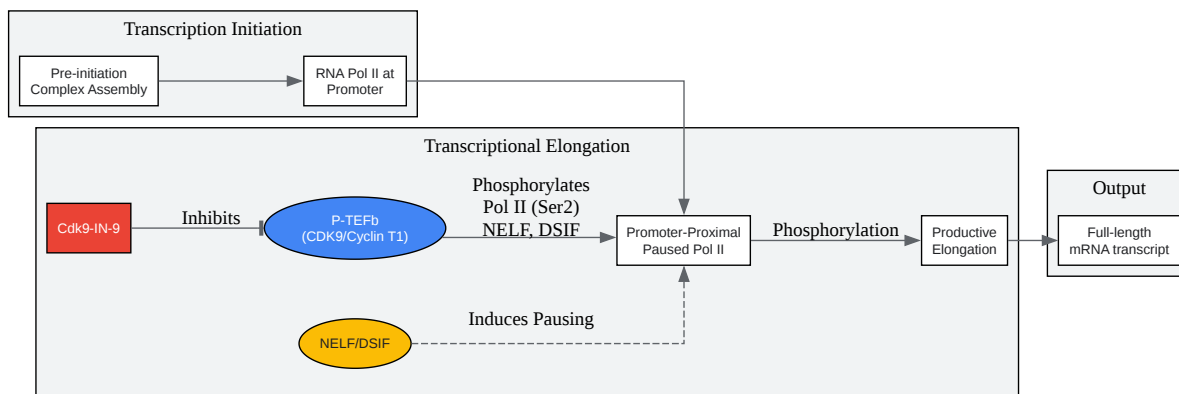 Transcription Initiation
Pre-initiation
Complex Assembly
RNA Pol II at
Promoter
Transcriptional Elongation
Cdk9-IN-9
Inhibits
P-TEFb
(CDK9/Cyclin T1)
Phosphorylates
Pol II (Ser2)
NELF, DSIF
Promoter-Proximal
Paused Pol II
Phosphorylation
Productive
Elongation
NELF/DSIF
Induces Pausing
Output
Full-length
mRNA transcript